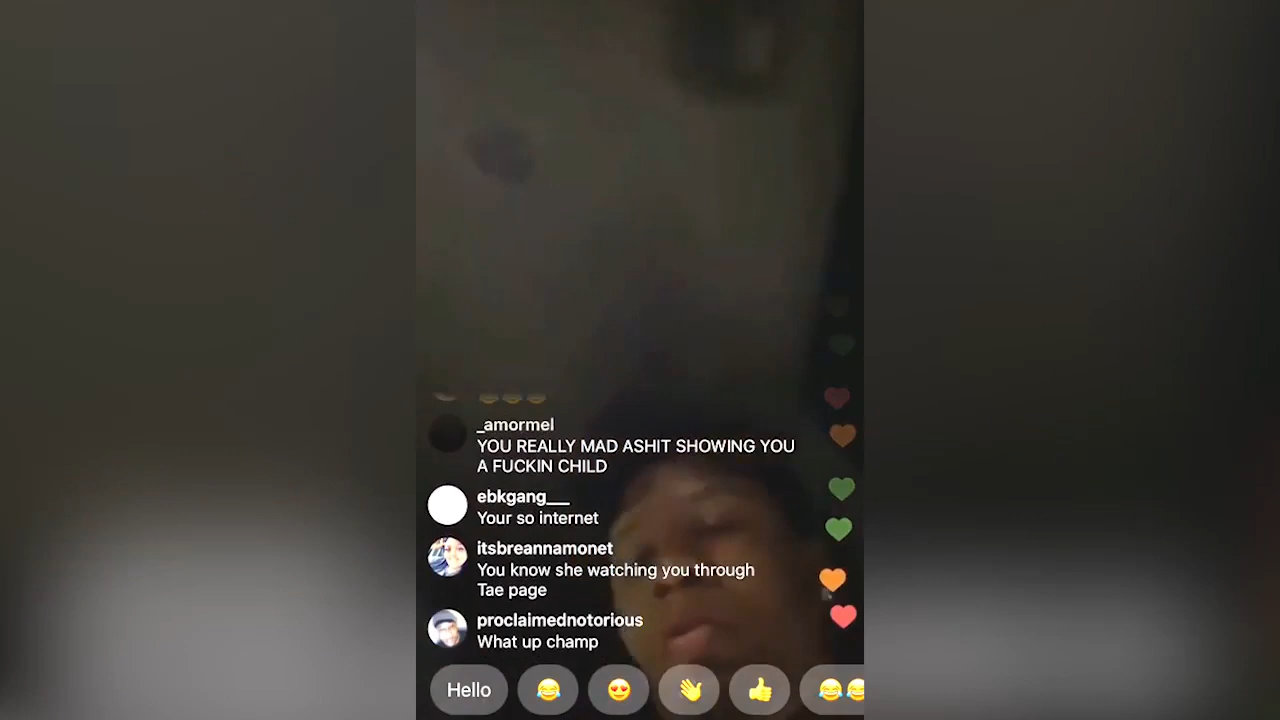 _amormel
YOU REALLY MAD ASHIT SHOWING YOU
A FUCKIN CHILD
ebkgang___
Your so internet
itsbreannamonet
You know she watching you through
Tae page
proclaimednotorious
What up champ
Hello